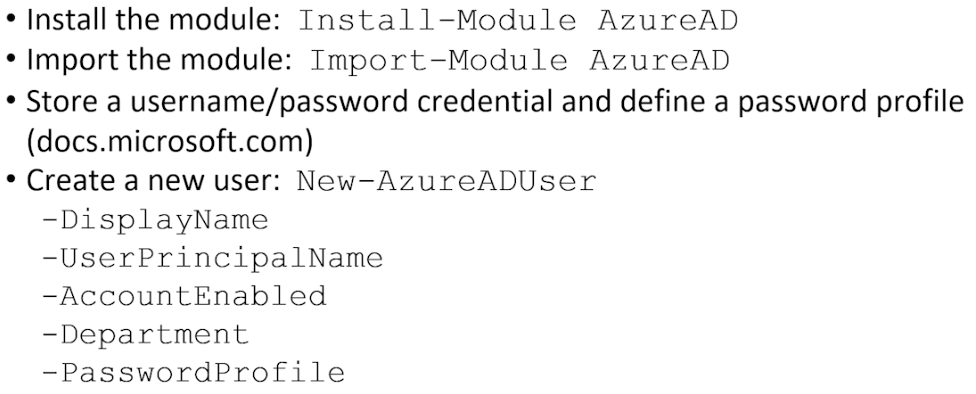 • Install the module: Install-Module AzureAD
• Import the module: Import-Module AzureAD
• Store a username/password credential and define a password profile
(docs.microsoft.com)
• Create a new user: New-AzureADUser
-DisplayName
-UserPrincipalName
-AccountEnabled
-Department
-PasswordProfile